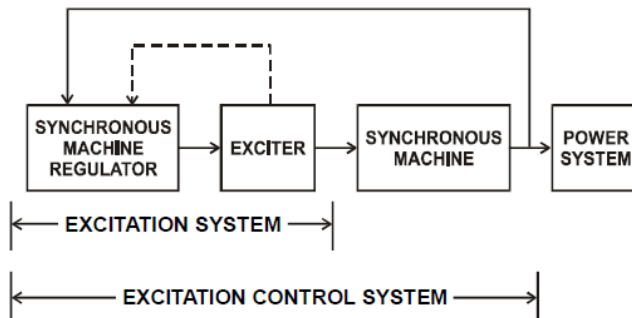 SYNCHRONOUS
MACHINE
REGULATOR
EXCITER
SYNCHRONOUS
MACHINE
POWER
SYSTEM
EXCITATION SYSTEM
EXCITATION CONTROL SYSTEM